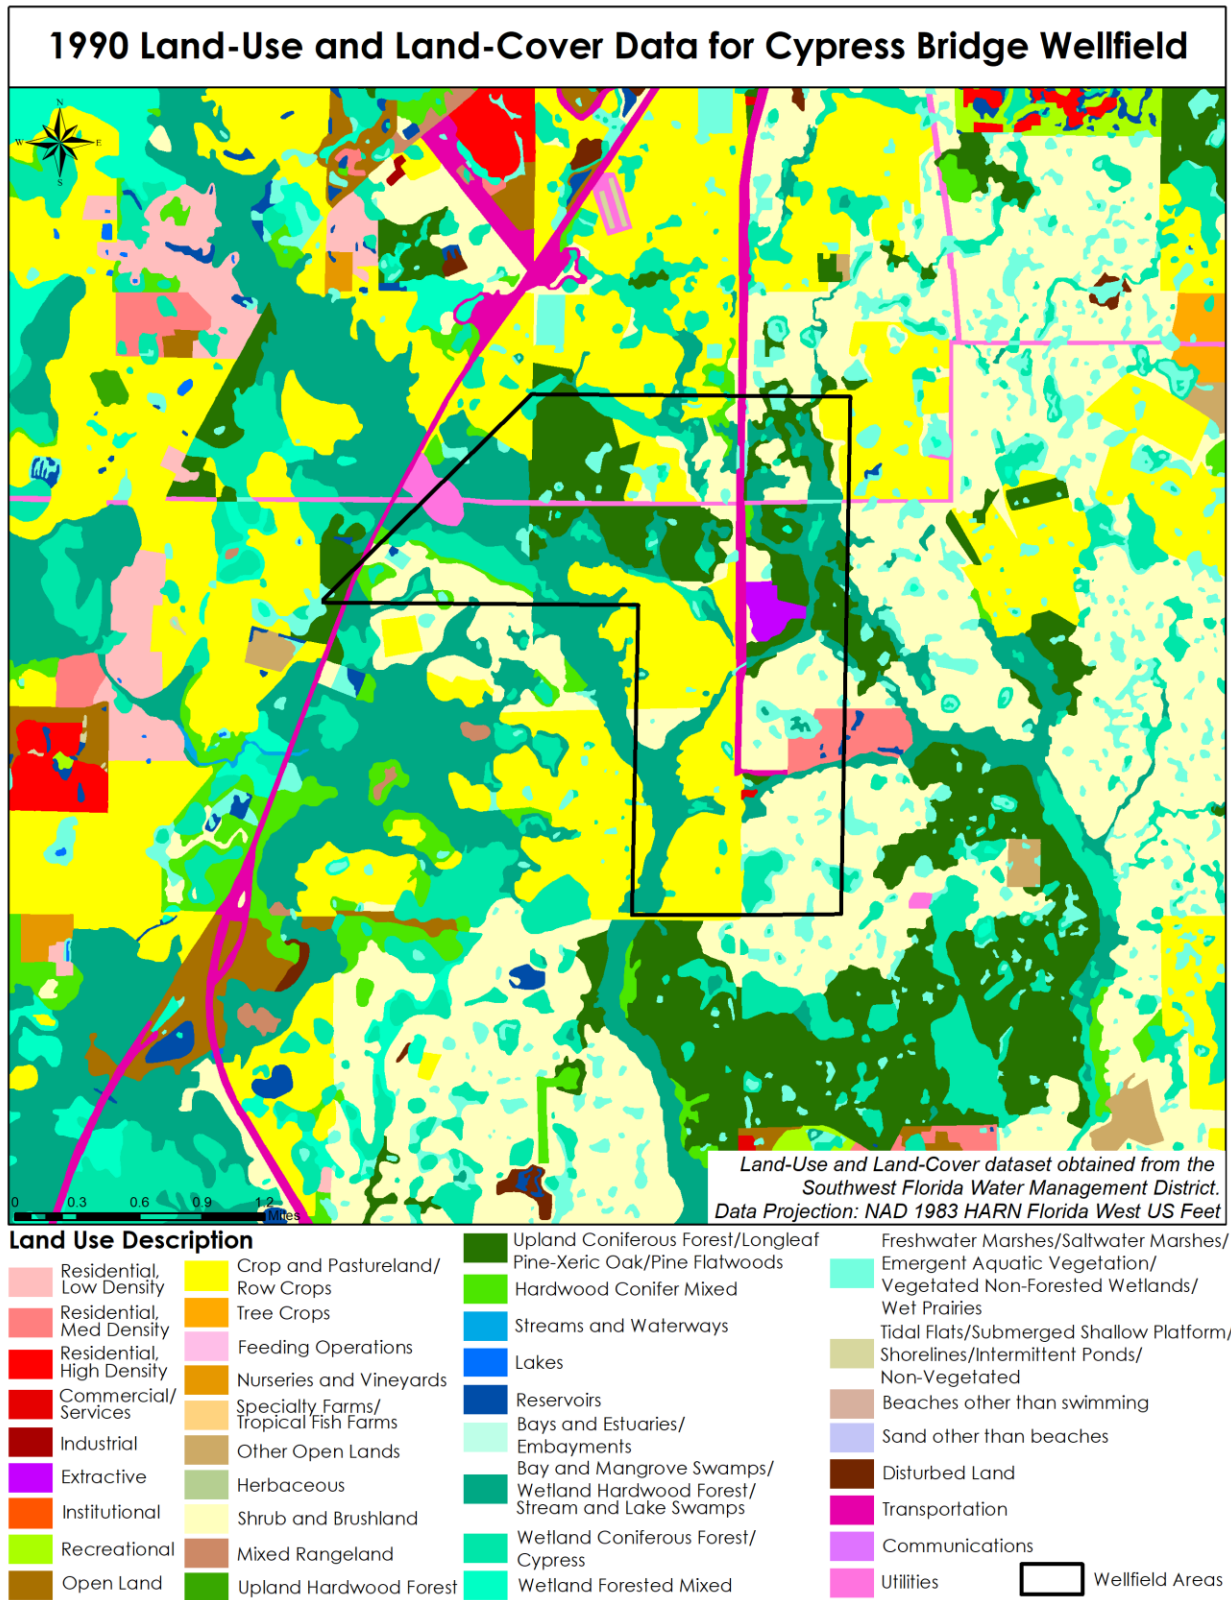 1990 Land-Use and Land-Cover Data for Cypress Bridge Wellfield
N
W
E
S
Land-Use and Land-Cover dataset obtained from the
Southwest Florida Water Management District.
Data Projection: NAD 1983 HARN Florida West US Feet
0 0.3 0.6 0.9 1.2
Miles
Land Use Description
Residential,
Low Density
Residential,
Med Density
Residential,
High Density
Commercial/
Services
Industrial
Extractive
Institutional
Recreational
Open Land
Crop and Pastureland/
Row Crops
Tree Crops
Feeding Operations
Nurseries and Vineyards
Specialty Farms/
Tropical Fish Farms
Other Open Lands
Herbaceous
Shrub and Brushland
Mixed Rangeland
Upland Hardwood Forest
Upland Coniferous Forest/Longleaf
Pine-Xeric Oak/Pine Flatwoods
Hardwood Conifer Mixed
Streams and Waterways
Lakes
Reservoirs
Bays and Estuaries/
Embayments
Bay and Mangrove Swamps/
Wetland Hardwood Forest/
Stream and Lake Swamps
Wetland Coniferous Forest/
Cypress
Wetland Forested Mixed
Freshwater Marshes/Saltwater Marshes/
Emergent Aquatic Vegetation/
Vegetated Non-Forested Wetlands/
Wet Prairies
Tidal Flats/Submerged Shallow Platform/
Shorelines/Intermittent Ponds/
Non-Vegetated
Beaches other than swimming
Sand other than beaches
Disturbed Land
Transportation
Communications
Utilities
Wellfield Areas